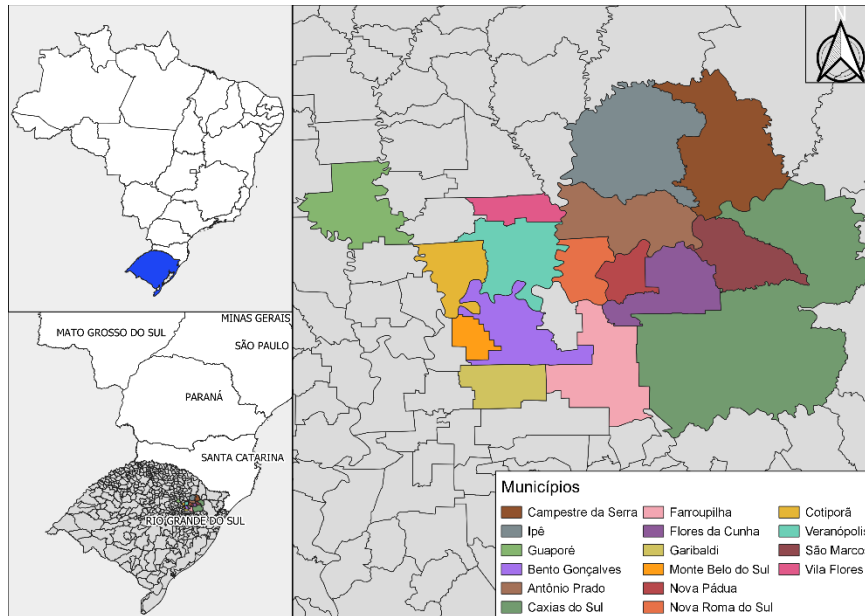 N
MINAS GERAIS
MATO GROSSO DO SUL
SÃO PAULO
PARANÁ
SANTA CATARINA
RIO GRANDE DO SUL
Municípios
Campestre da Serra
Ipê
Guaporé
Bento Gonçalves
Antônio Prado
Caxias do Sul
Farroupilha
Flores da Cunha
Garibaldi
Monte Belo do Sul
Nova Pádua
Nova Roma do Sul
Cotiporã
Veranópolis
São Marcos
Vila Flores